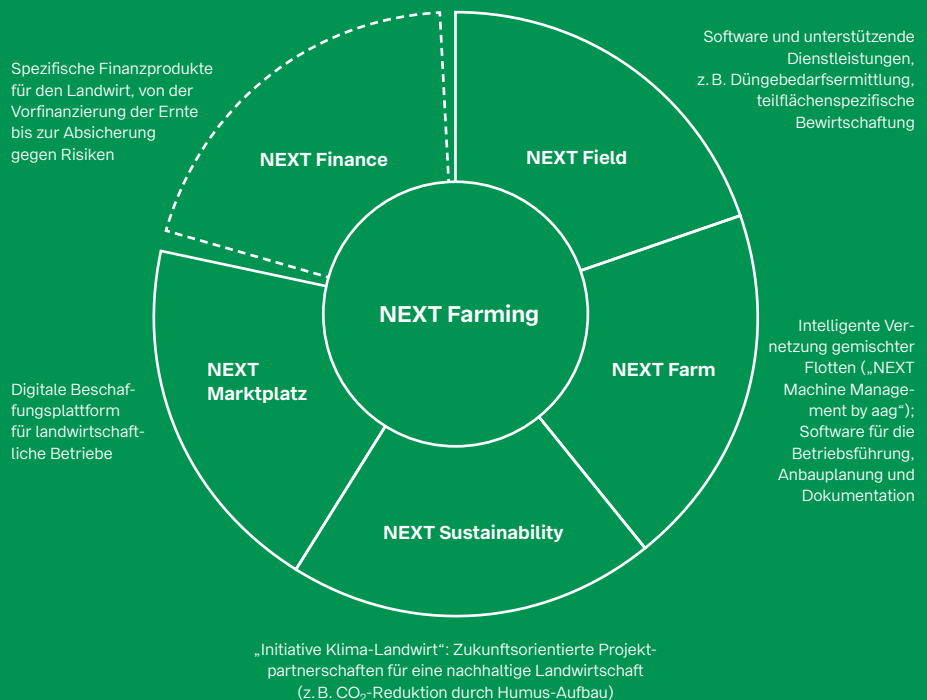 Spezifische Finanzprodukte
für den Landwirt, von der
Vorfinanzierung der Ernte
bis zur Absicherung
gegen Risiken
NEXT Finance
Software und unterstützende
Dienstleistungen,
z. B. Düngebedarfsermittlung,
teilflächenspezifische
Bewirtschaftung
NEXT Field
NEXT Farming
NEXT
Marktplatz
Digitale Beschaf-
fungsplattform
für landwirtschaft-
liche Betriebe
NEXT Farm
Intelligente Ver-
netzung gemischter
Flotten („NEXT
Machine Manage-
ment by aag“);
Software für die
Betriebsführung,
Anbauplanung und
Dokumentation
NEXT Sustainability
„Initiative Klima-Landwirt“: Zukunftsorientierte Projekt-
partnerschaften für eine nachhaltige Landwirtschaft
(z. B. CO₂-Reduktion durch Humus-Aufbau)